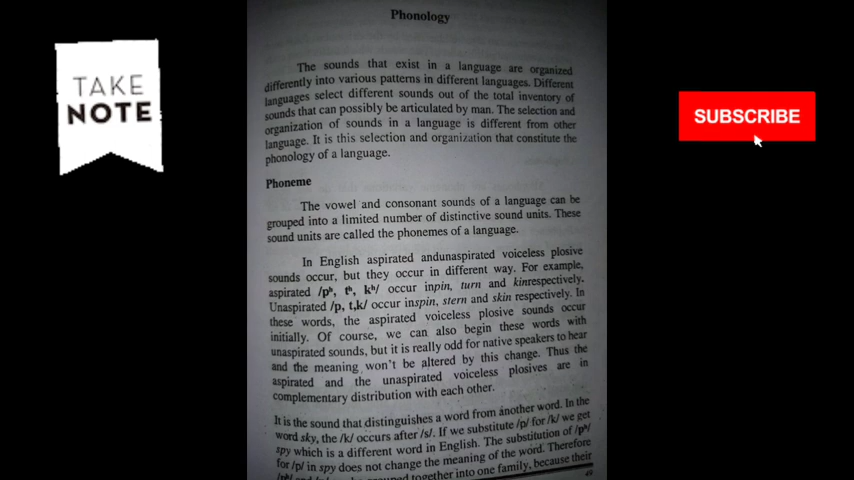 Phonology
TAKE
NOTE
SUBSCRIBE
The sounds that exist in a language are organized
differently into various patterns in different languages. Different
languages select different sounds out of the total inventory of
sounds that can possibly be articulated by man. The selection and
organization of sounds in a language is different from other
language. It is this selection and organization that constitute the
phonology of a language.
Phoneme
The vowel and consonant sounds of a language can be
grouped into a limited number of distinctive sound units. These
sound units are called the phonemes of a language.
In English aspirated andunaspirated voiceless plosive
sounds occur, but they occur in different way. For example,
aspirated /pʰ, tʰ, kʰ/ occur inpin, turn and kinrespectively.
Unaspirated /p, t,k/ occur inspin, stern and skin respectively. In
these words, the aspirated voiceless plosive sounds occur
initially. Of course, we can also begin these words with
unaspirated sounds, but it is really odd for native speakers to hear
and the meaning won't be altered by this change. Thus the
aspirated and the unaspirated voiceless plosives are in
complementary distribution with each other.
It is the sound that distinguishes a word from another word. In the
word sky, the /k/ occurs after /s/. If we substitute /p/ for /k/ we get
spy which is a different word in English. The substitution of /pʰ/
for /p/ in spy does not change the meaning of the word. Therefore
together into one family, because their
49